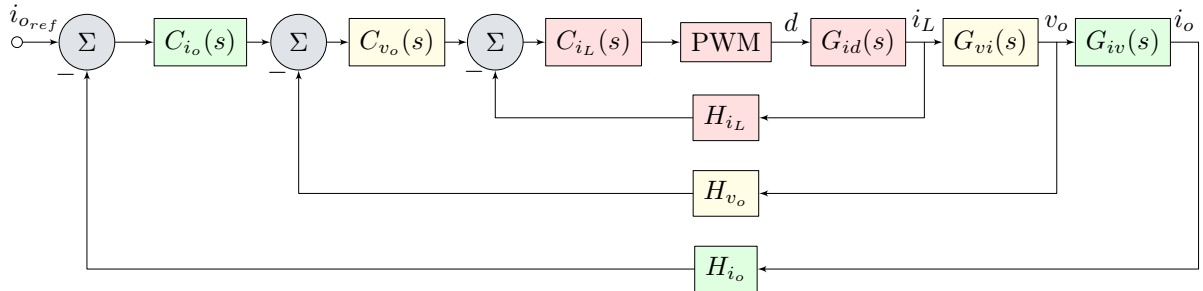 i_{o_{ref}} Σ C_{i_o}(s) Σ C_{v_o}(s) Σ C_{i_L}(s) PWM d G_{id}(s) i_L G_{vi}(s) v_o G_{iv}(s) i_o
− − −
H_{i_L}
H_{v_o}
H_{i_o}